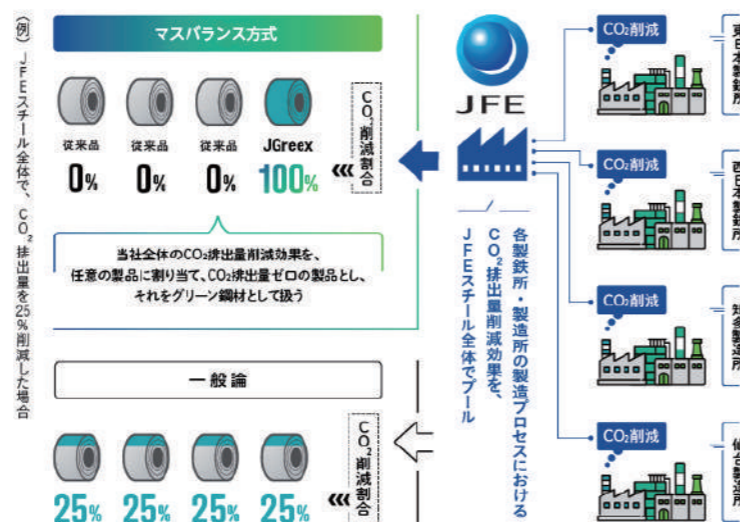 (例) JFEスチール全体で、CO₂排出量を25%削減した場合
マスバランス方式
従来品
従来品
従来品
JGreex
0%
0%
0%
100%
CO₂削減割合
当社全体のCO₂排出量削減効果を、
任意の製品に割り当て、CO₂排出量ゼロの製品とし、
それをグリーン鋼材として扱う
一般論
25%
25%
25%
25%
CO₂削減割合
JFE
各製鉄所・製造所の製造プロセスにおける
CO₂排出量削減効果を、
JFEスチール全体でプール
CO₂削減
東日本製鉄所
CO₂削減
西日本製鉄所
CO₂削減
知多製造所
CO₂削減
仙台製造所